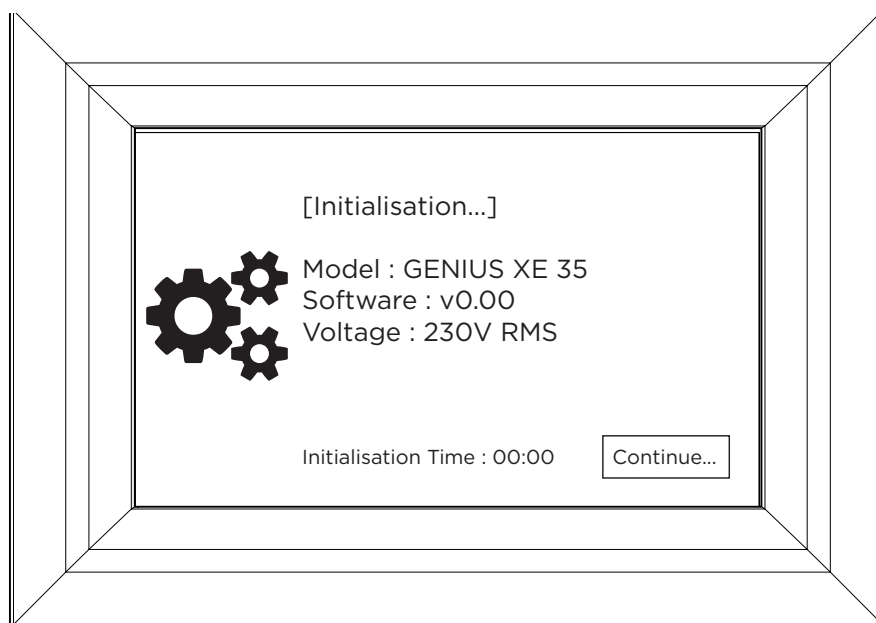 [Initialisation...]
Model : GENIUS XE 35
Software : v0.00
Voltage : 230V RMS
Initialisation Time : 00:00
Continue...